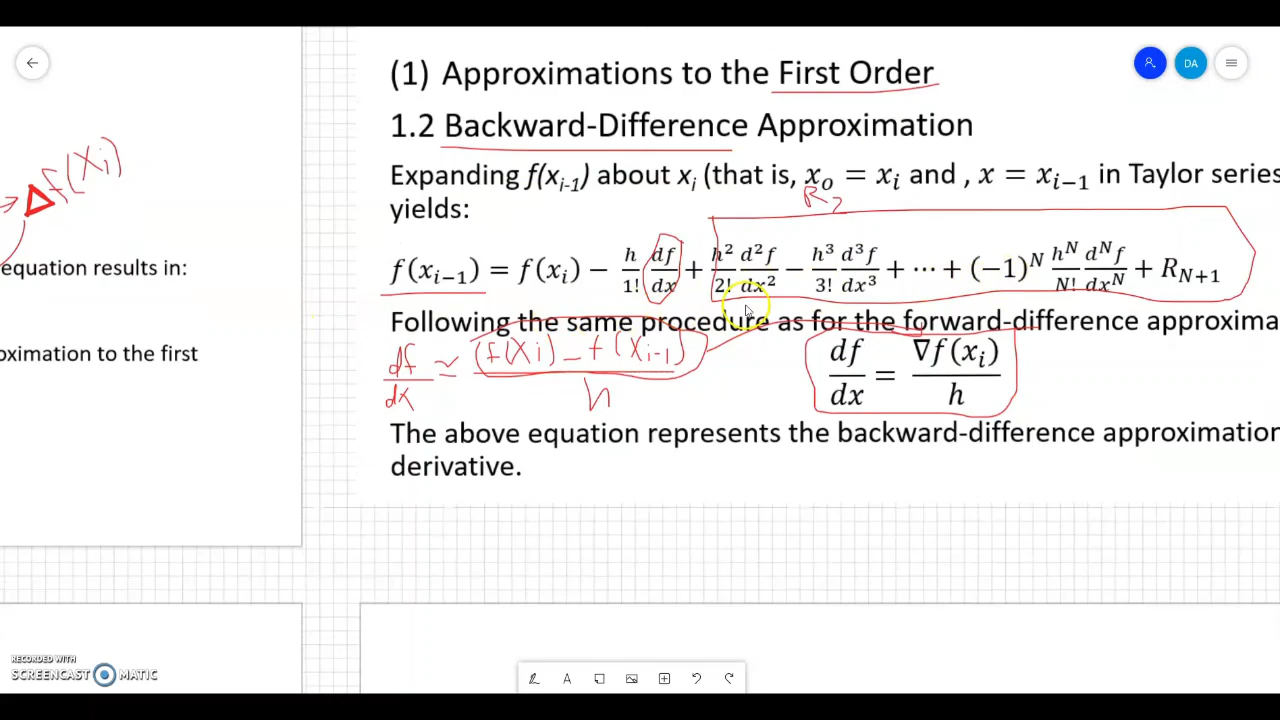 (1) Approximations to the First Order
DA
1.2 Backward-Difference Approximation
Δf(Xi)
Expanding f(xi-1) about xi (that is, xo = xi and , x = xi−1 in Taylor series
yields:
R2
equation results in:
f(xi−1) = f(xi) − h/1! df/dx + h²/2! d²f/dx² − h³/3! d³f/dx³ + ⋯ + (−1)^N h^N/N! d^Nf/dx^N + R_N+1
Following the same procedure as for the forward-difference approxima
oximation to the first
df/dx ≃ (f(Xi) − f(Xi-1))/h
df/dx = ∇f(xi)/h
The above equation represents the backward-difference approximation
derivative.
RECORDED WITH
SCREENCAST MATIC
A